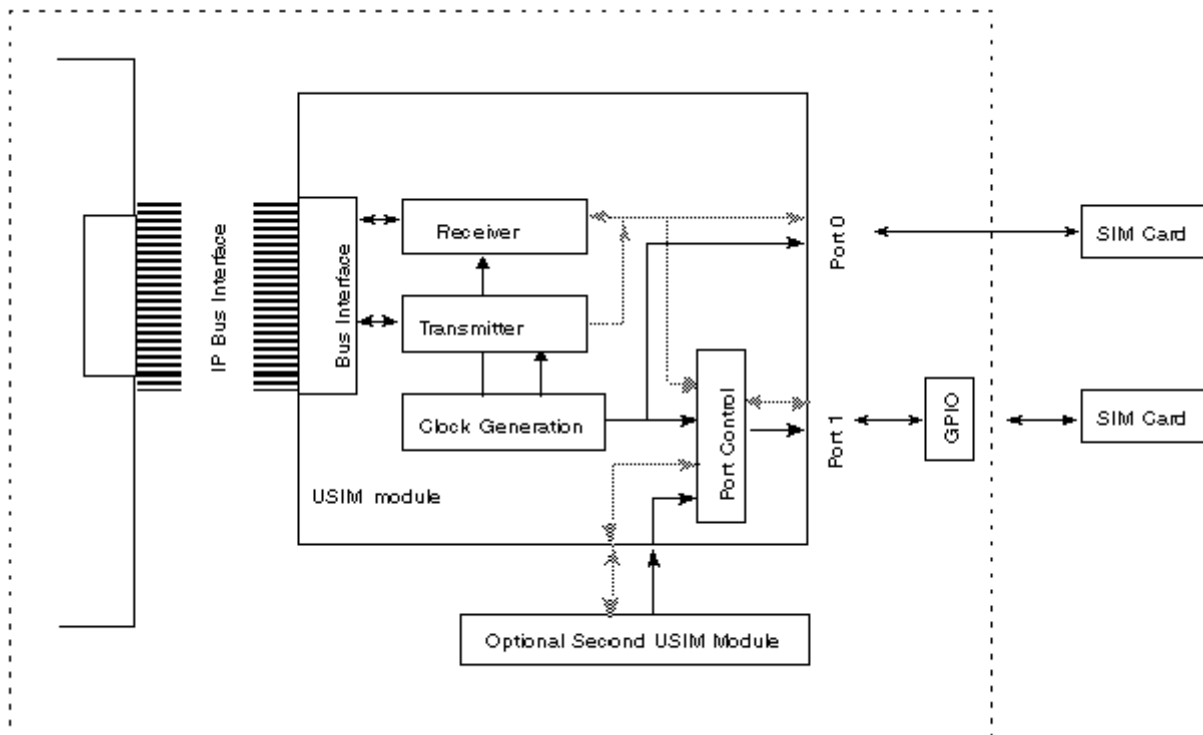 Receiver
Port 0
SIM Card
IP Bus Interface
Bus Interface
Transmitter
Clock Generation
Port Control
Port 1
GPIO
SIM Card
USIM module
Optional Second USIM Module